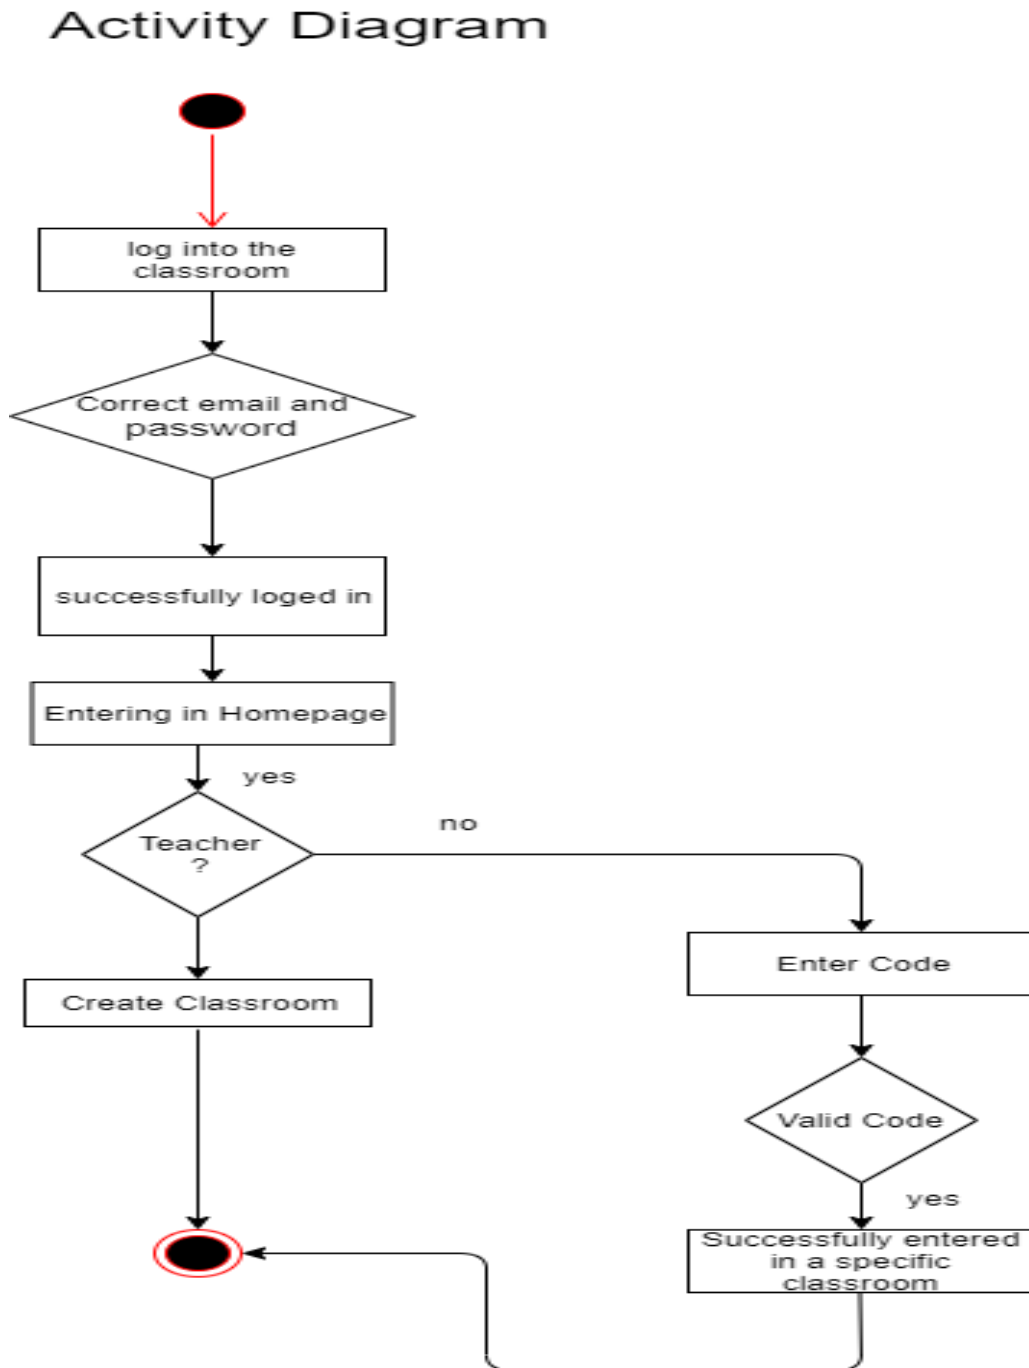 Activity Diagram
log into the
classroom
Correct email and
password
successfully loged in
Entering in Homepage
yes
Teacher
?
no
Create Classroom
Enter Code
Valid Code
yes
Successfully entered
in a specific
classroom